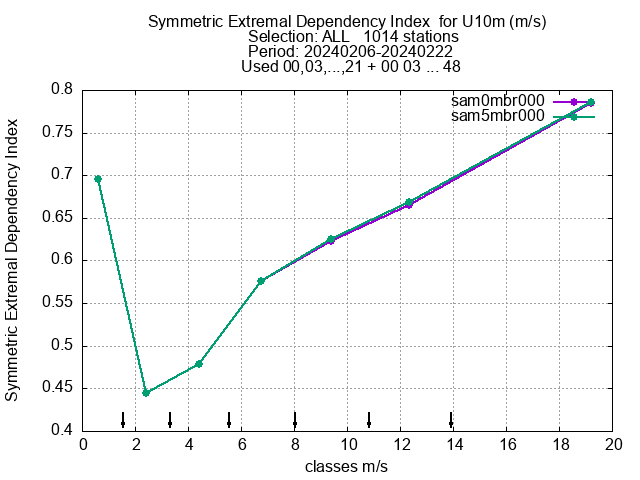 Symmetric Extremal Dependency Index  for U10m (m/s)
Selection: ALL   1014 stations
Period: 20240206-20240222
Used 00,03,...,21 + 00 03 ... 48
sam0mbr000
sam5mbr000
0.8
0.75
0.7
0.65
0.6
0.55
0.5
0.45
0.4
Symmetric Extremal Dependency Index
0 2 4 6 8 10 12 14 16 18 20
classes m/s